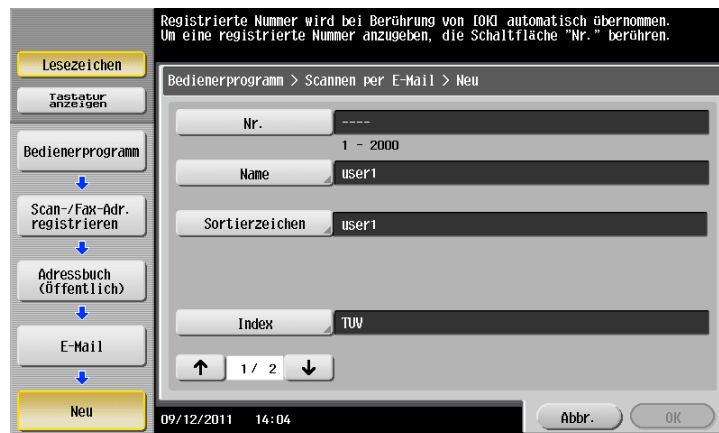 Registrierte Nummer wird bei Berührung von [OK] automatisch übernommen.
Um eine registrierte Nummer anzugeben, die Schaltfläche "Nr." berühren.
Lesezeichen
Tastatur
anzeigen
Bedienerprogramm
Scan-/Fax-Adr.
registrieren
Adressbuch
(Öffentlich)
E-Mail
Neu
Bedienerprogramm > Scannen per E-Mail > Neu
Nr. ----
1 - 2000
Name user1
Sortierzeichen user1
Index TUV
↑ 1/ 2 ↓
09/12/2011 14:04
Abbr. OK